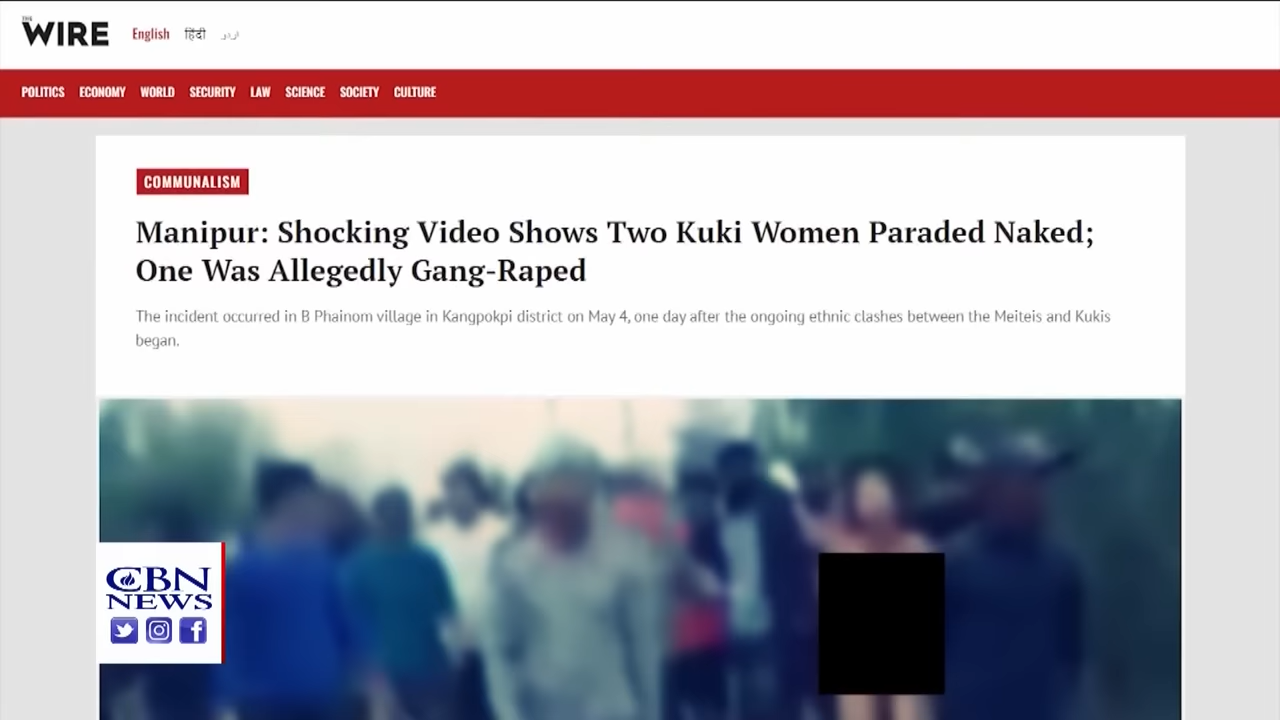 THE
WIRE
English हिंदी اردو
POLITICS ECONOMY WORLD SECURITY LAW SCIENCE SOCIETY CULTURE
COMMUNALISM
Manipur: Shocking Video Shows Two Kuki Women Paraded Naked;
One Was Allegedly Gang-Raped
The incident occurred in B Phainom village in Kangpokpi district on May 4, one day after the ongoing ethnic clashes between the Meiteis and Kukis
began.
CBN
NEWS